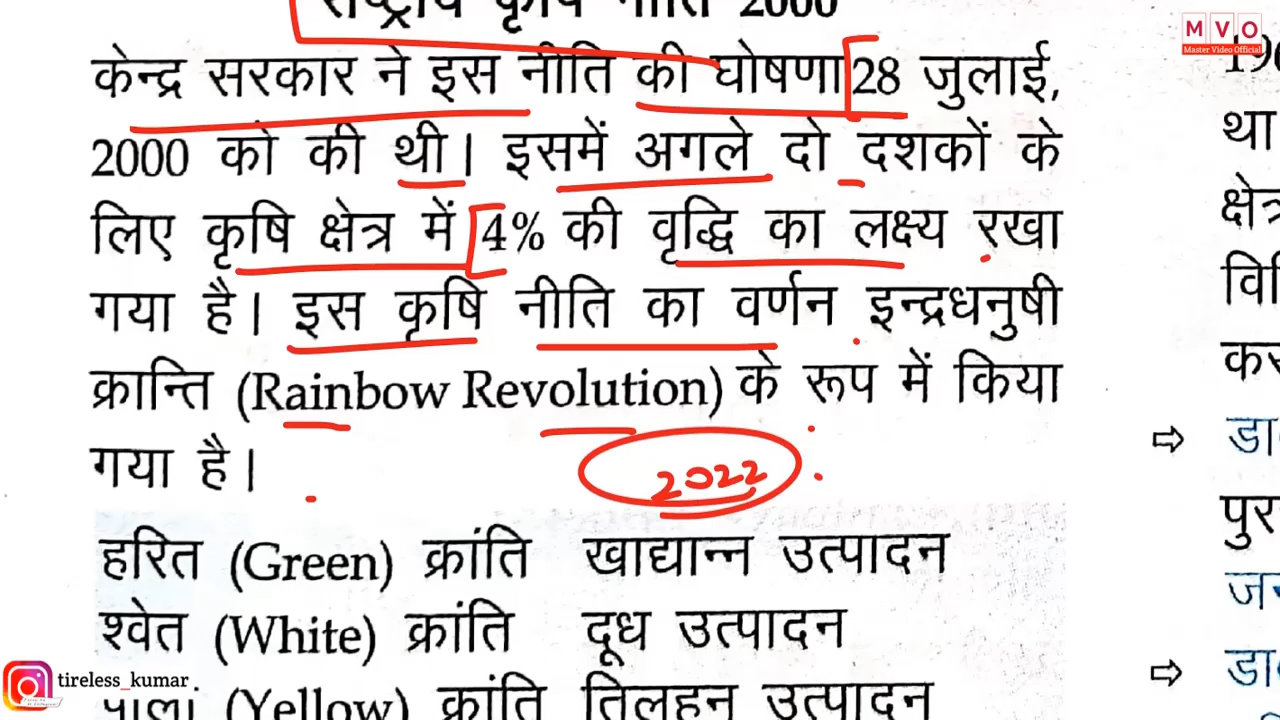 राष्ट्रीय कृषि नीति 2000
केन्द्र सरकार ने इस नीति की घोषणा 28 जुलाई,
2000 को की थी। इसमें अगले दो दशकों के
लिए कृषि क्षेत्र में 4% की वृद्धि का लक्ष्य रखा
गया है। इस कृषि नीति का वर्णन इन्द्रधनुषी
क्रान्ति (Rainbow Revolution) के रूप में किया
गया है।
2022
हरित (Green) क्रांति खाद्यान्न उत्पादन
श्वेत (White) क्रांति दूध उत्पादन
(Yellow) क्रांति तिलहन उत्पादन
था
⇨
⇨
M V O
Master Video Official
tireless_kumar